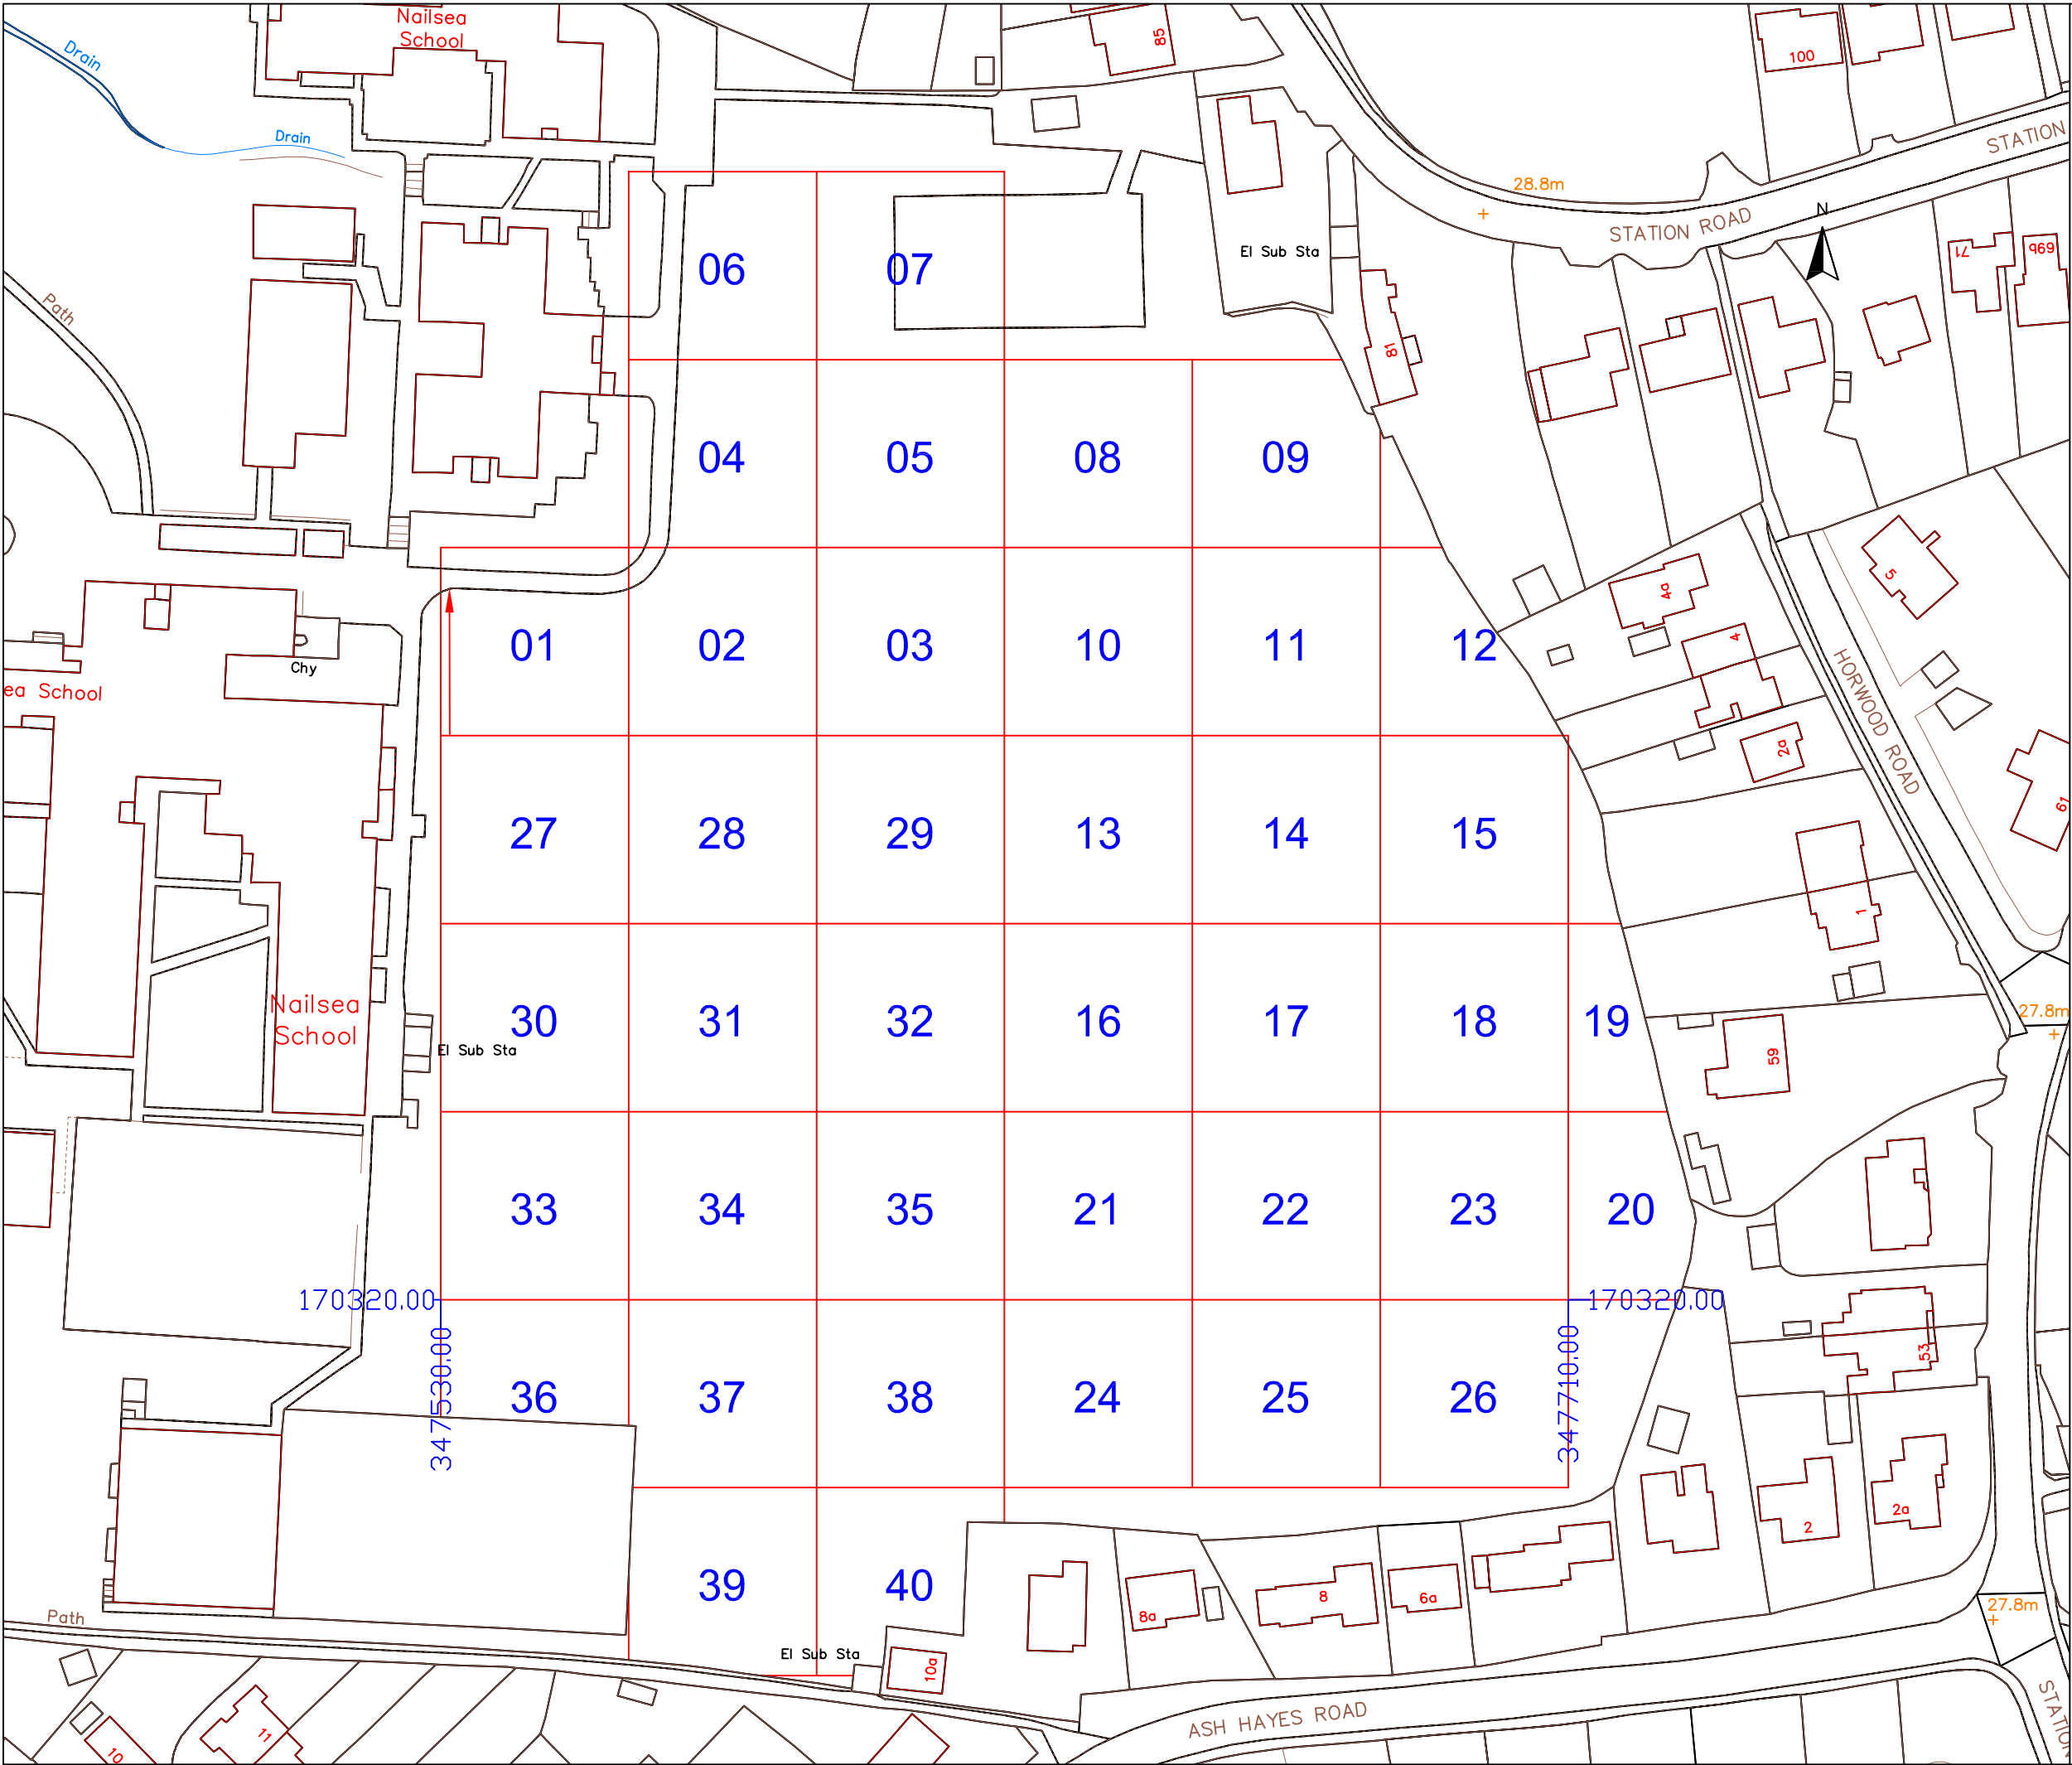 Nailsea
School
85
100
Drain
Drain
STATION
28.8m
STATION ROAD
N
El Sub Sta
71
69b
06
07
Path
81
04
05
08
09
5
4a
4
01
02
03
10
11
12
Chy
ea School
HORWOOD ROAD
2a
61
27
28
29
13
14
15
1
Nailsea
School
30
31
32
16
17
18
19
27.8m
El Sub Sta
59
33
34
35
21
22
23
20
170320.00
170320.00
347530.00
347710.00
53
36
37
38
24
25
26
2
2a
39
40
8a
8
6a
27.8m
Path
El Sub Sta
10a
ASH HAYES ROAD
STATION
11
10